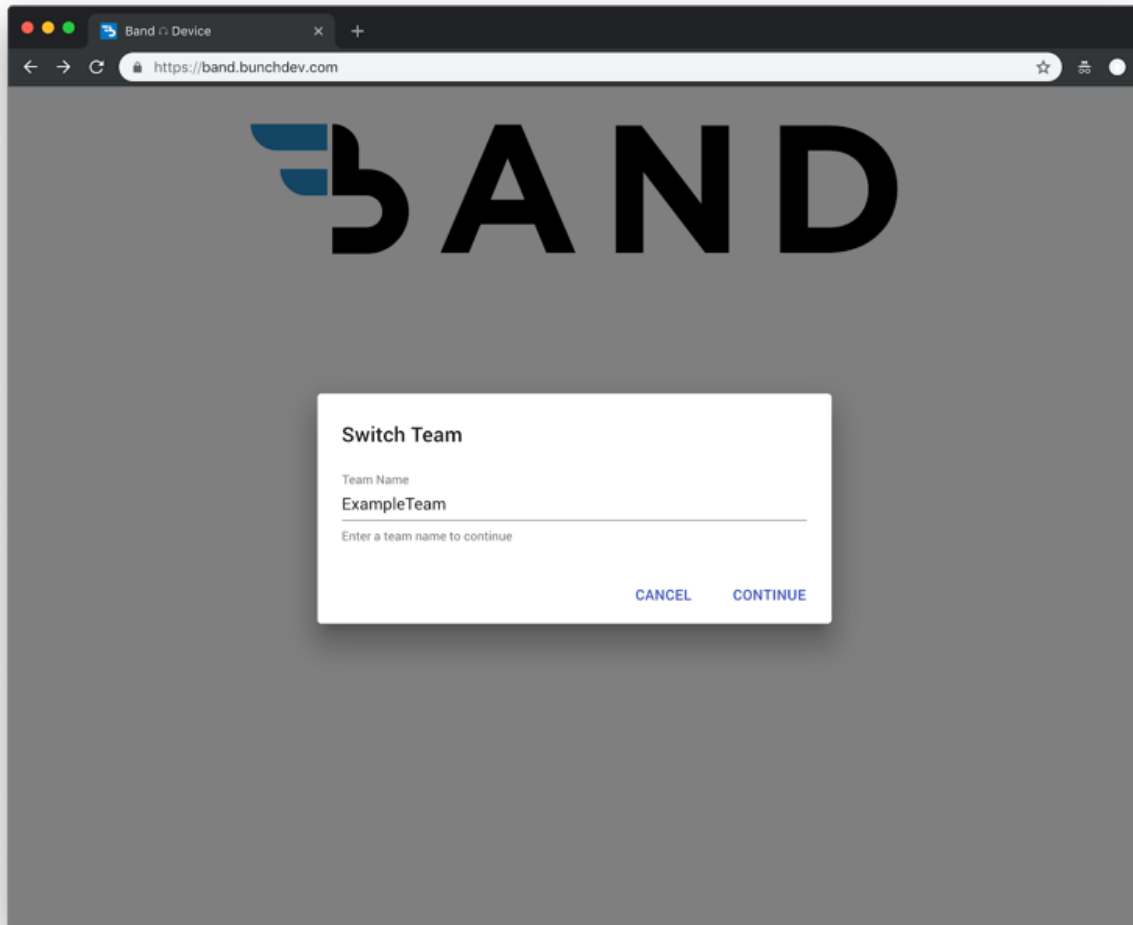 Band ∩ Device
https://band.bunchdev.com
BAND
Switch Team
Team Name
ExampleTeam
Enter a team name to continue
CANCEL CONTINUE